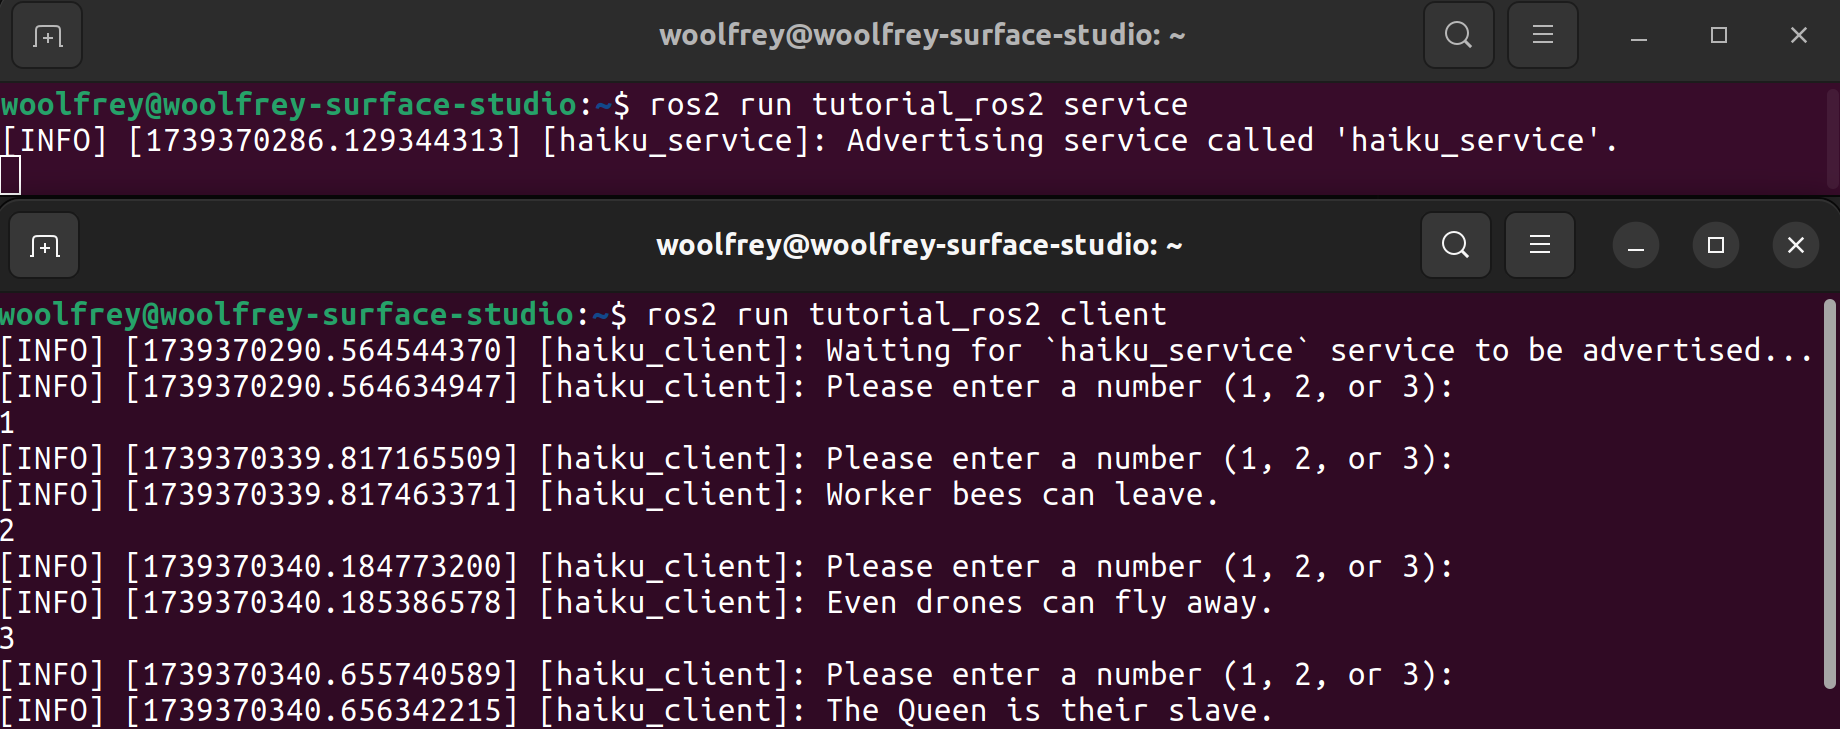 woolfrey@woolfrey-surface-studio: ~
woolfrey@woolfrey-surface-studio:~$ ros2 run tutorial_ros2 service
[INFO] [1739370286.129344313] [haiku_service]: Advertising service called 'haiku_service'.
woolfrey@woolfrey-surface-studio: ~
woolfrey@woolfrey-surface-studio:~$ ros2 run tutorial_ros2 client
[INFO] [1739370290.564544370] [haiku_client]: Waiting for `haiku_service` service to be advertised...
[INFO] [1739370290.564634947] [haiku_client]: Please enter a number (1, 2, or 3):
1
[INFO] [1739370339.817165509] [haiku_client]: Please enter a number (1, 2, or 3):
[INFO] [1739370339.817463371] [haiku_client]: Worker bees can leave.
2
[INFO] [1739370340.184773200] [haiku_client]: Please enter a number (1, 2, or 3):
[INFO] [1739370340.185386578] [haiku_client]: Even drones can fly away.
3
[INFO] [1739370340.655740589] [haiku_client]: Please enter a number (1, 2, or 3):
[INFO] [1739370340.656342215] [haiku_client]: The Queen is their slave.